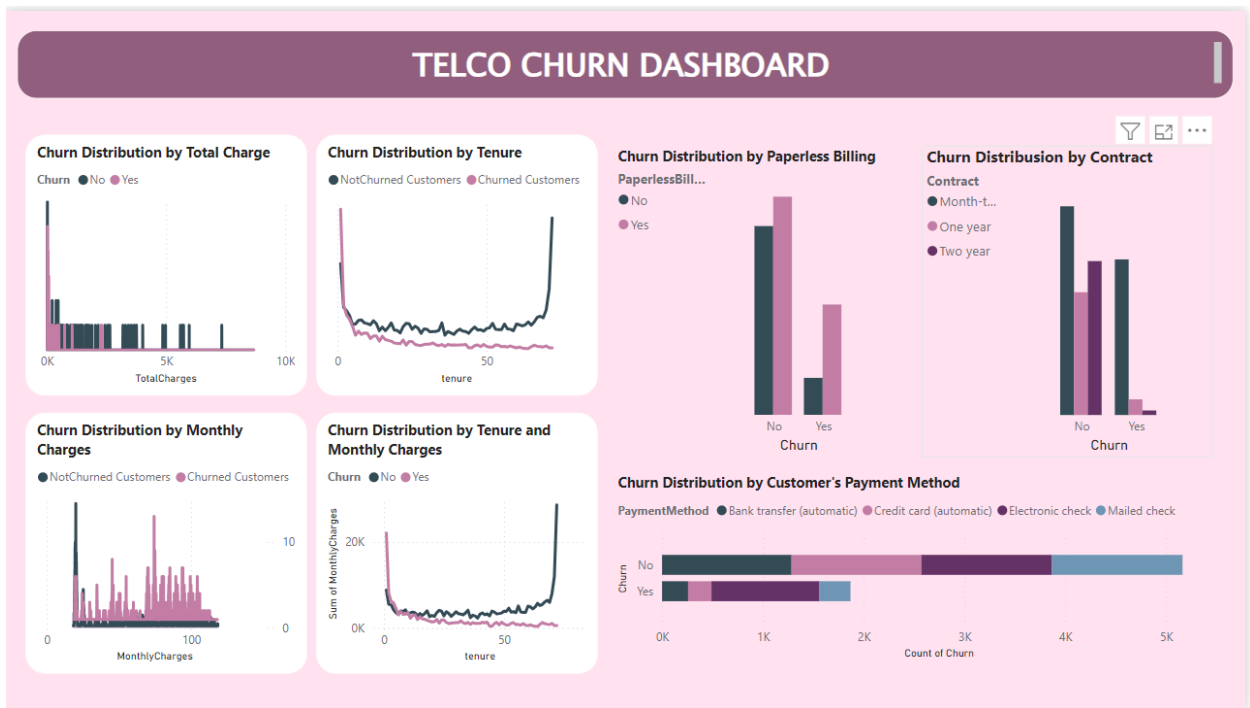 TELCO CHURN DASHBOARD
Churn Distribution by Total Charge
Churn No Yes
0K 5K 10K
TotalCharges
Churn Distribution by Tenure
NotChurned Customers Churned Customers
0 50
tenure
Churn Distribution by Paperless Billing
PaperlessBill...
No
Yes
No Yes
Churn
Churn Distribusion by Contract
Contract
Month-t...
One year
Two year
No Yes
Churn
Churn Distribution by Monthly
Charges
NotChurned Customers Churned Customers
10
0
0 100
MonthlyCharges
Churn Distribution by Tenure and
Monthly Charges
Churn No Yes
Sum of MonthlyCharges
20K
0K
0 50
tenure
Churn Distribution by Customer's Payment Method
PaymentMethod Bank transfer (automatic) Credit card (automatic) Electronic check Mailed check
Churn
No
Yes
0K 1K 2K 3K 4K 5K
Count of Churn